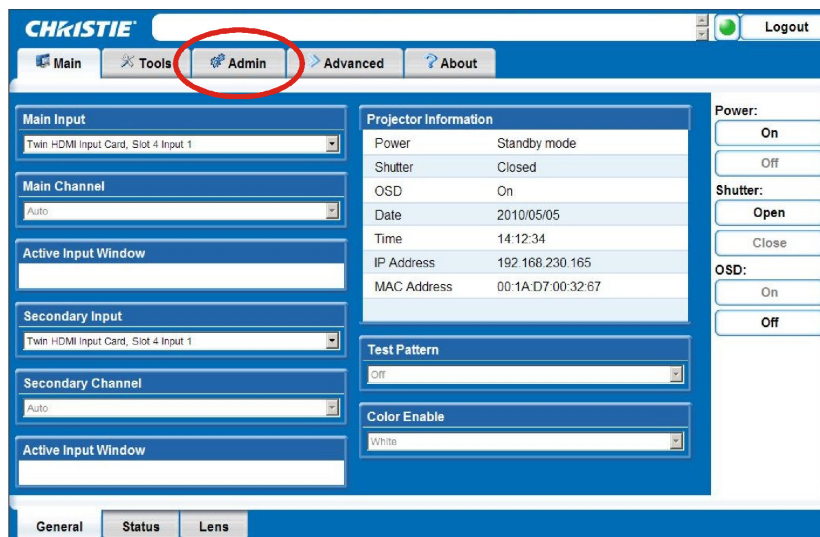 CHRISTIE
Logout
Main
Tools
Admin
Advanced
About
Main Input
Twin HDMI Input Card, Slot 4 Input 1
Main Channel
Auto
Active Input Window
Secondary Input
Twin HDMI Input Card, Slot 4 Input 1
Secondary Channel
Auto
Active Input Window
Projector Information
Power Standby mode
Shutter Closed
OSD On
Date 2010/05/05
Time 14:12:34
IP Address 192.168.230.165
MAC Address 00:1A:D7:00:32:67
Test Pattern
Off
Color Enable
White
Power:
On
Off
Shutter:
Open
Close
OSD:
On
Off
General
Status
Lens